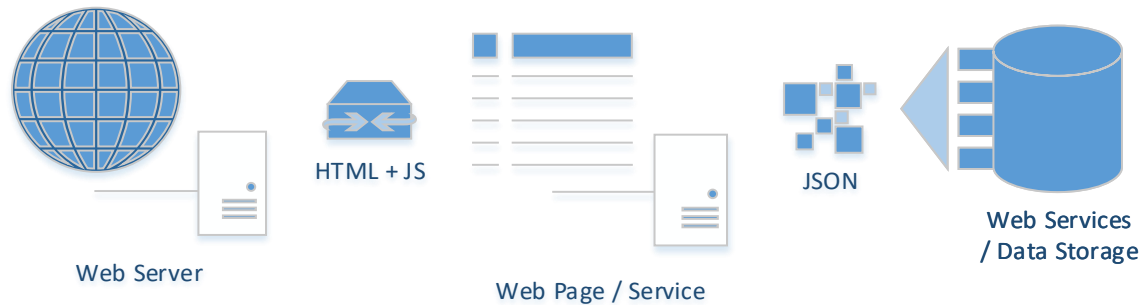 HTML + JS
JSON
Web Services
/ Data Storage
Web Server
Web Page / Service